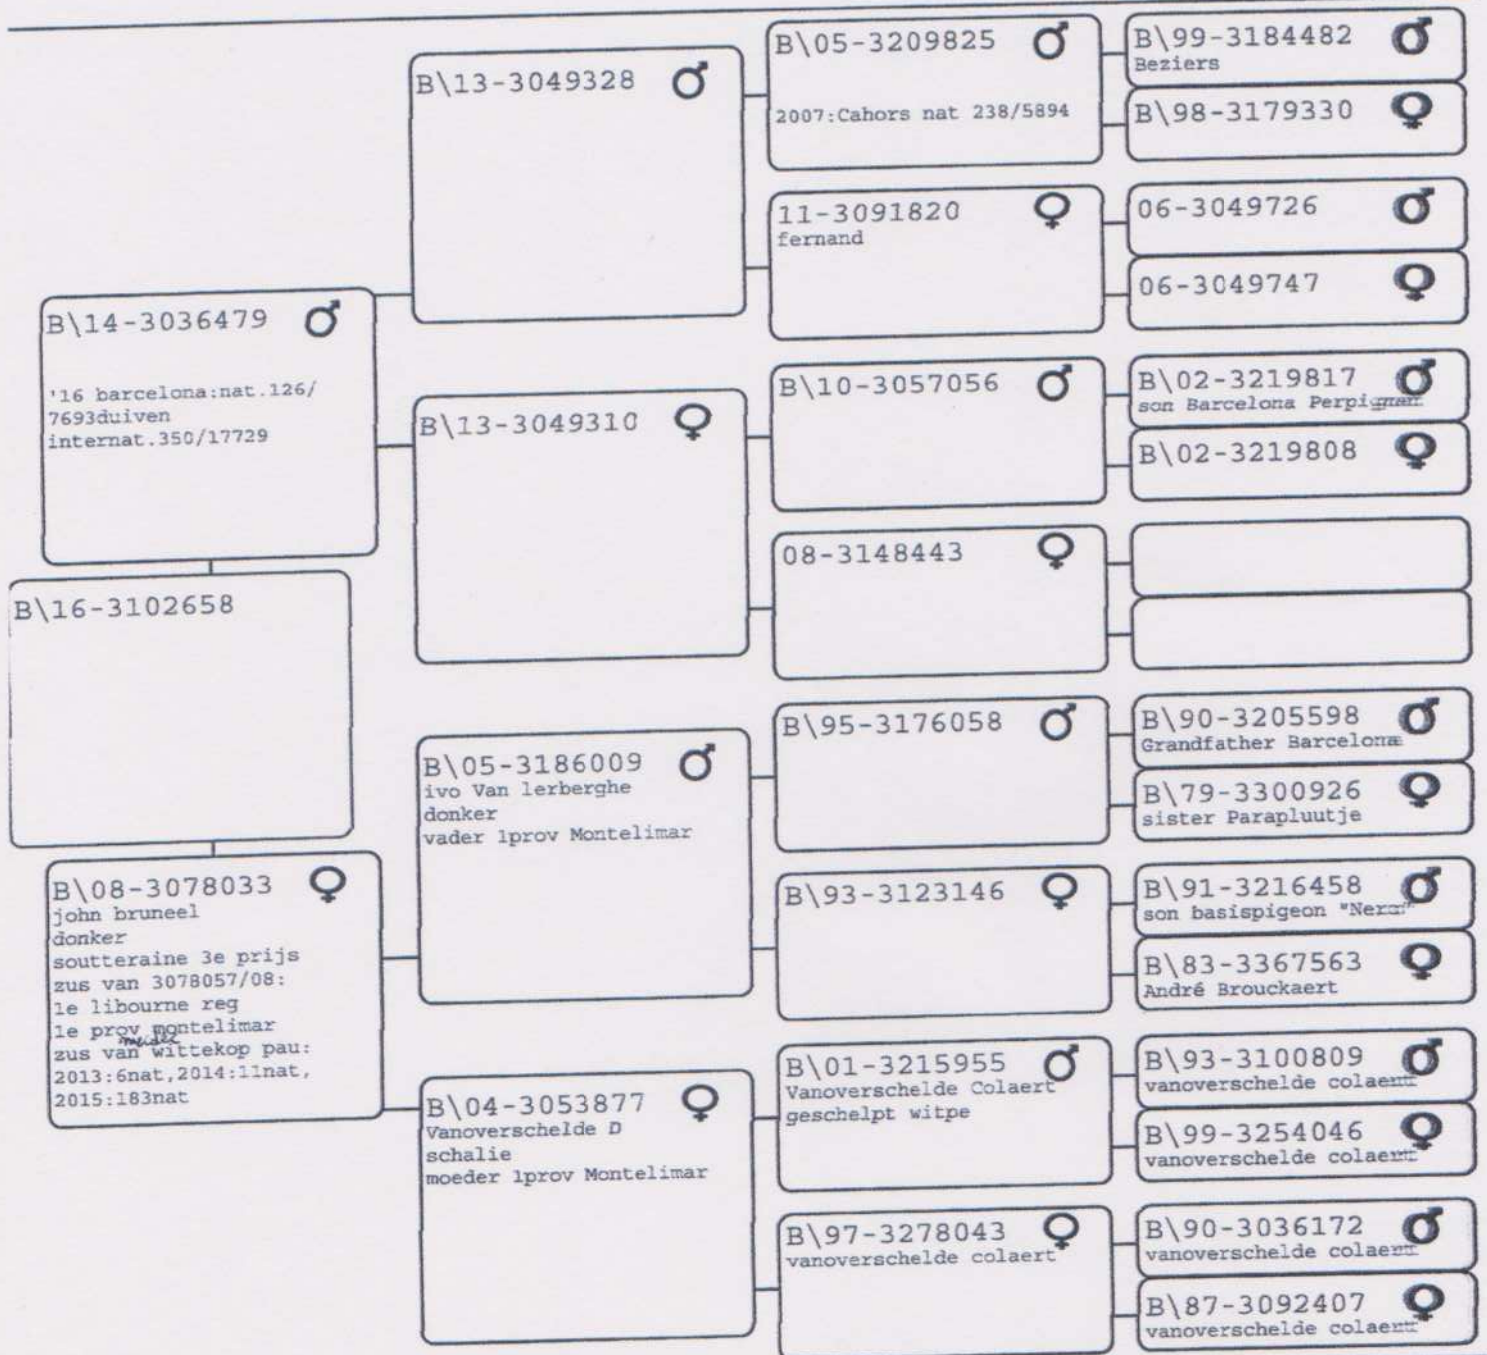 B\16-3102658
B\14-3036479
'16 barcelona:nat.126/
7693duiven
internat.350/17729
B\08-3078033
john bruneel
donker
soutteraine 3e prijs
zus van 3078057/08:
1e libourne reg
1e prov montelimar
zus van wittekop pau:
2013:6nat,2014:11nat,
2015:183nat
B\13-3049328
B\13-3049310
B\05-3186009
ivo Van lerberghe
donker
vader 1prov Montelimar
B\04-3053877
Vanoverschelde D
schalie
moeder 1prov Montelimar
B\05-3209825
2007:Cahors nat 238/5894
11-3091820
fernand
B\10-3057056
08-3148443
B\95-3176058
B\93-3123146
B\01-3215955
Vanoverschelde Colaert
geschelpt witpe
B\97-3278043
vanoverschelde colaert
B\99-3184482
Beziers
B\98-3179330
06-3049726
06-3049747
B\02-3219817
son Barcelona Perpignan
B\02-3219808
B\90-3205598
Grandfather Barcelona
B\79-3300926
sister Parapluutje
B\91-3216458
son basispigeon
B\83-3367563
André Brouckaert
B\93-3100809
vanoverschelde colaert
B\99-3254046
vanoverschelde colaert
B\90-3036172
vanoverschelde colaert
B\87-3092407
vanoverschelde colaert